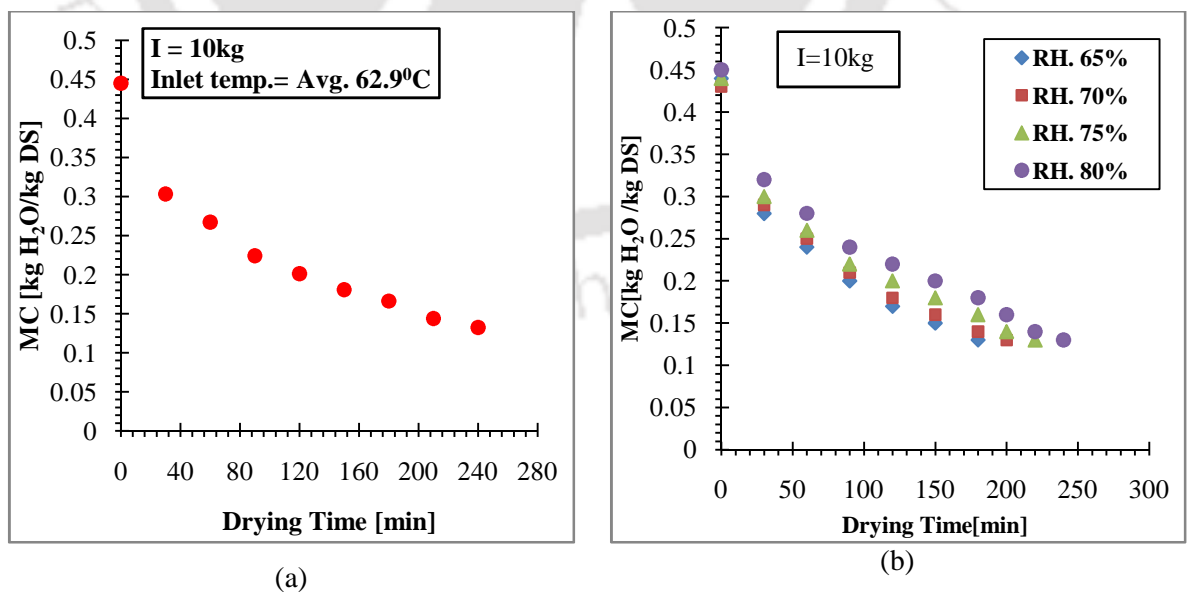 0.5
0.45
0.4
0.35
0.3
0.25
0.2
0.15
0.1
0.05
0
MC [kg H₂O/kg DS]
I = 10kg
Inlet temp.= Avg. 62.9⁰C
0 40 80 120 160 200 240 280
Drying Time [min]
(a)
0.5
0.45
0.4
0.35
0.3
0.25
0.2
0.15
0.1
0.05
0
MC[kg H₂O /kg DS]
I=10kg
RH. 65%
RH. 70%
RH. 75%
RH. 80%
0 50 100 150 200 250 300
Drying Time[min]
(b)